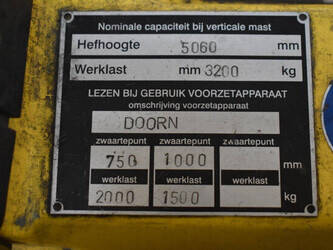 Nominale capaciteit bij verticale mast
Hefhoogte 5060 mm
Werklast mm 3200 kg
LEZEN BIJ GEBRUIK VOORZETAPPARAAT
omschrijving voorzetapparaat
DOORN
zwaartepunt zwaartepunt zwaartepunt
750 1000 mm
werklast werklast werklast
2000 1500 kg